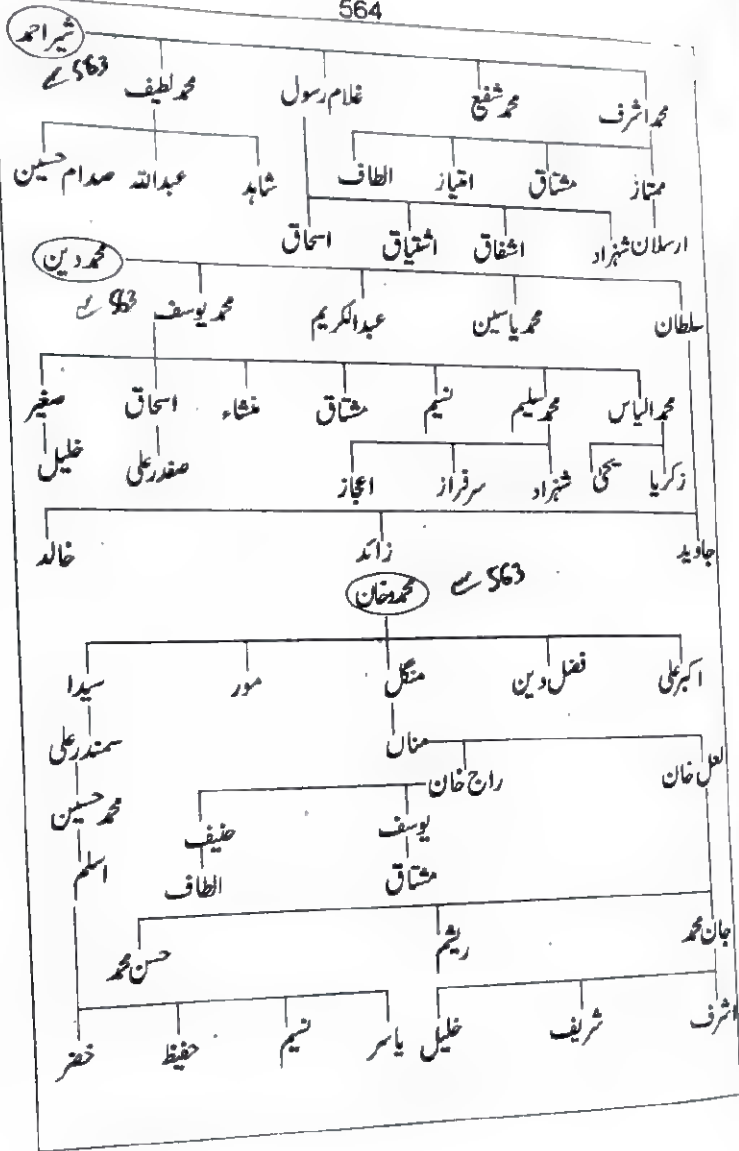 564
شیر احمد
563 سے
محمد اشرف محمد شفیع غلام رسول محمد لطیف
ممتاز مشتاق امتیاز الطاف شاہد عبداللہ صدام حسین
ارسلان شہزاد اشفاق اشتیاق اسحاق
محمد دین
563 سے
سلطان محمد یاسین عبدالکریم محمد یوسف
محمد الیاس محمد سلیم نسیم مشتاق منشاء اسحاق صغیر
زکریا یحیٰ شہزاد سرفراز اعجاز صفدر علی خلیل
جاوید زائد خالد
محمد خان 563 سے
اکبر علی فضل دین منگل مور سیدا
لعل خان راج خان مناں سمندر علی
یوسف حنیف محمد حسین
مشتاق الطاف اسلم
جان محمد ریشم حسن محمد
اشرف شریف خلیل یاسر نسیم حفیظ خضر